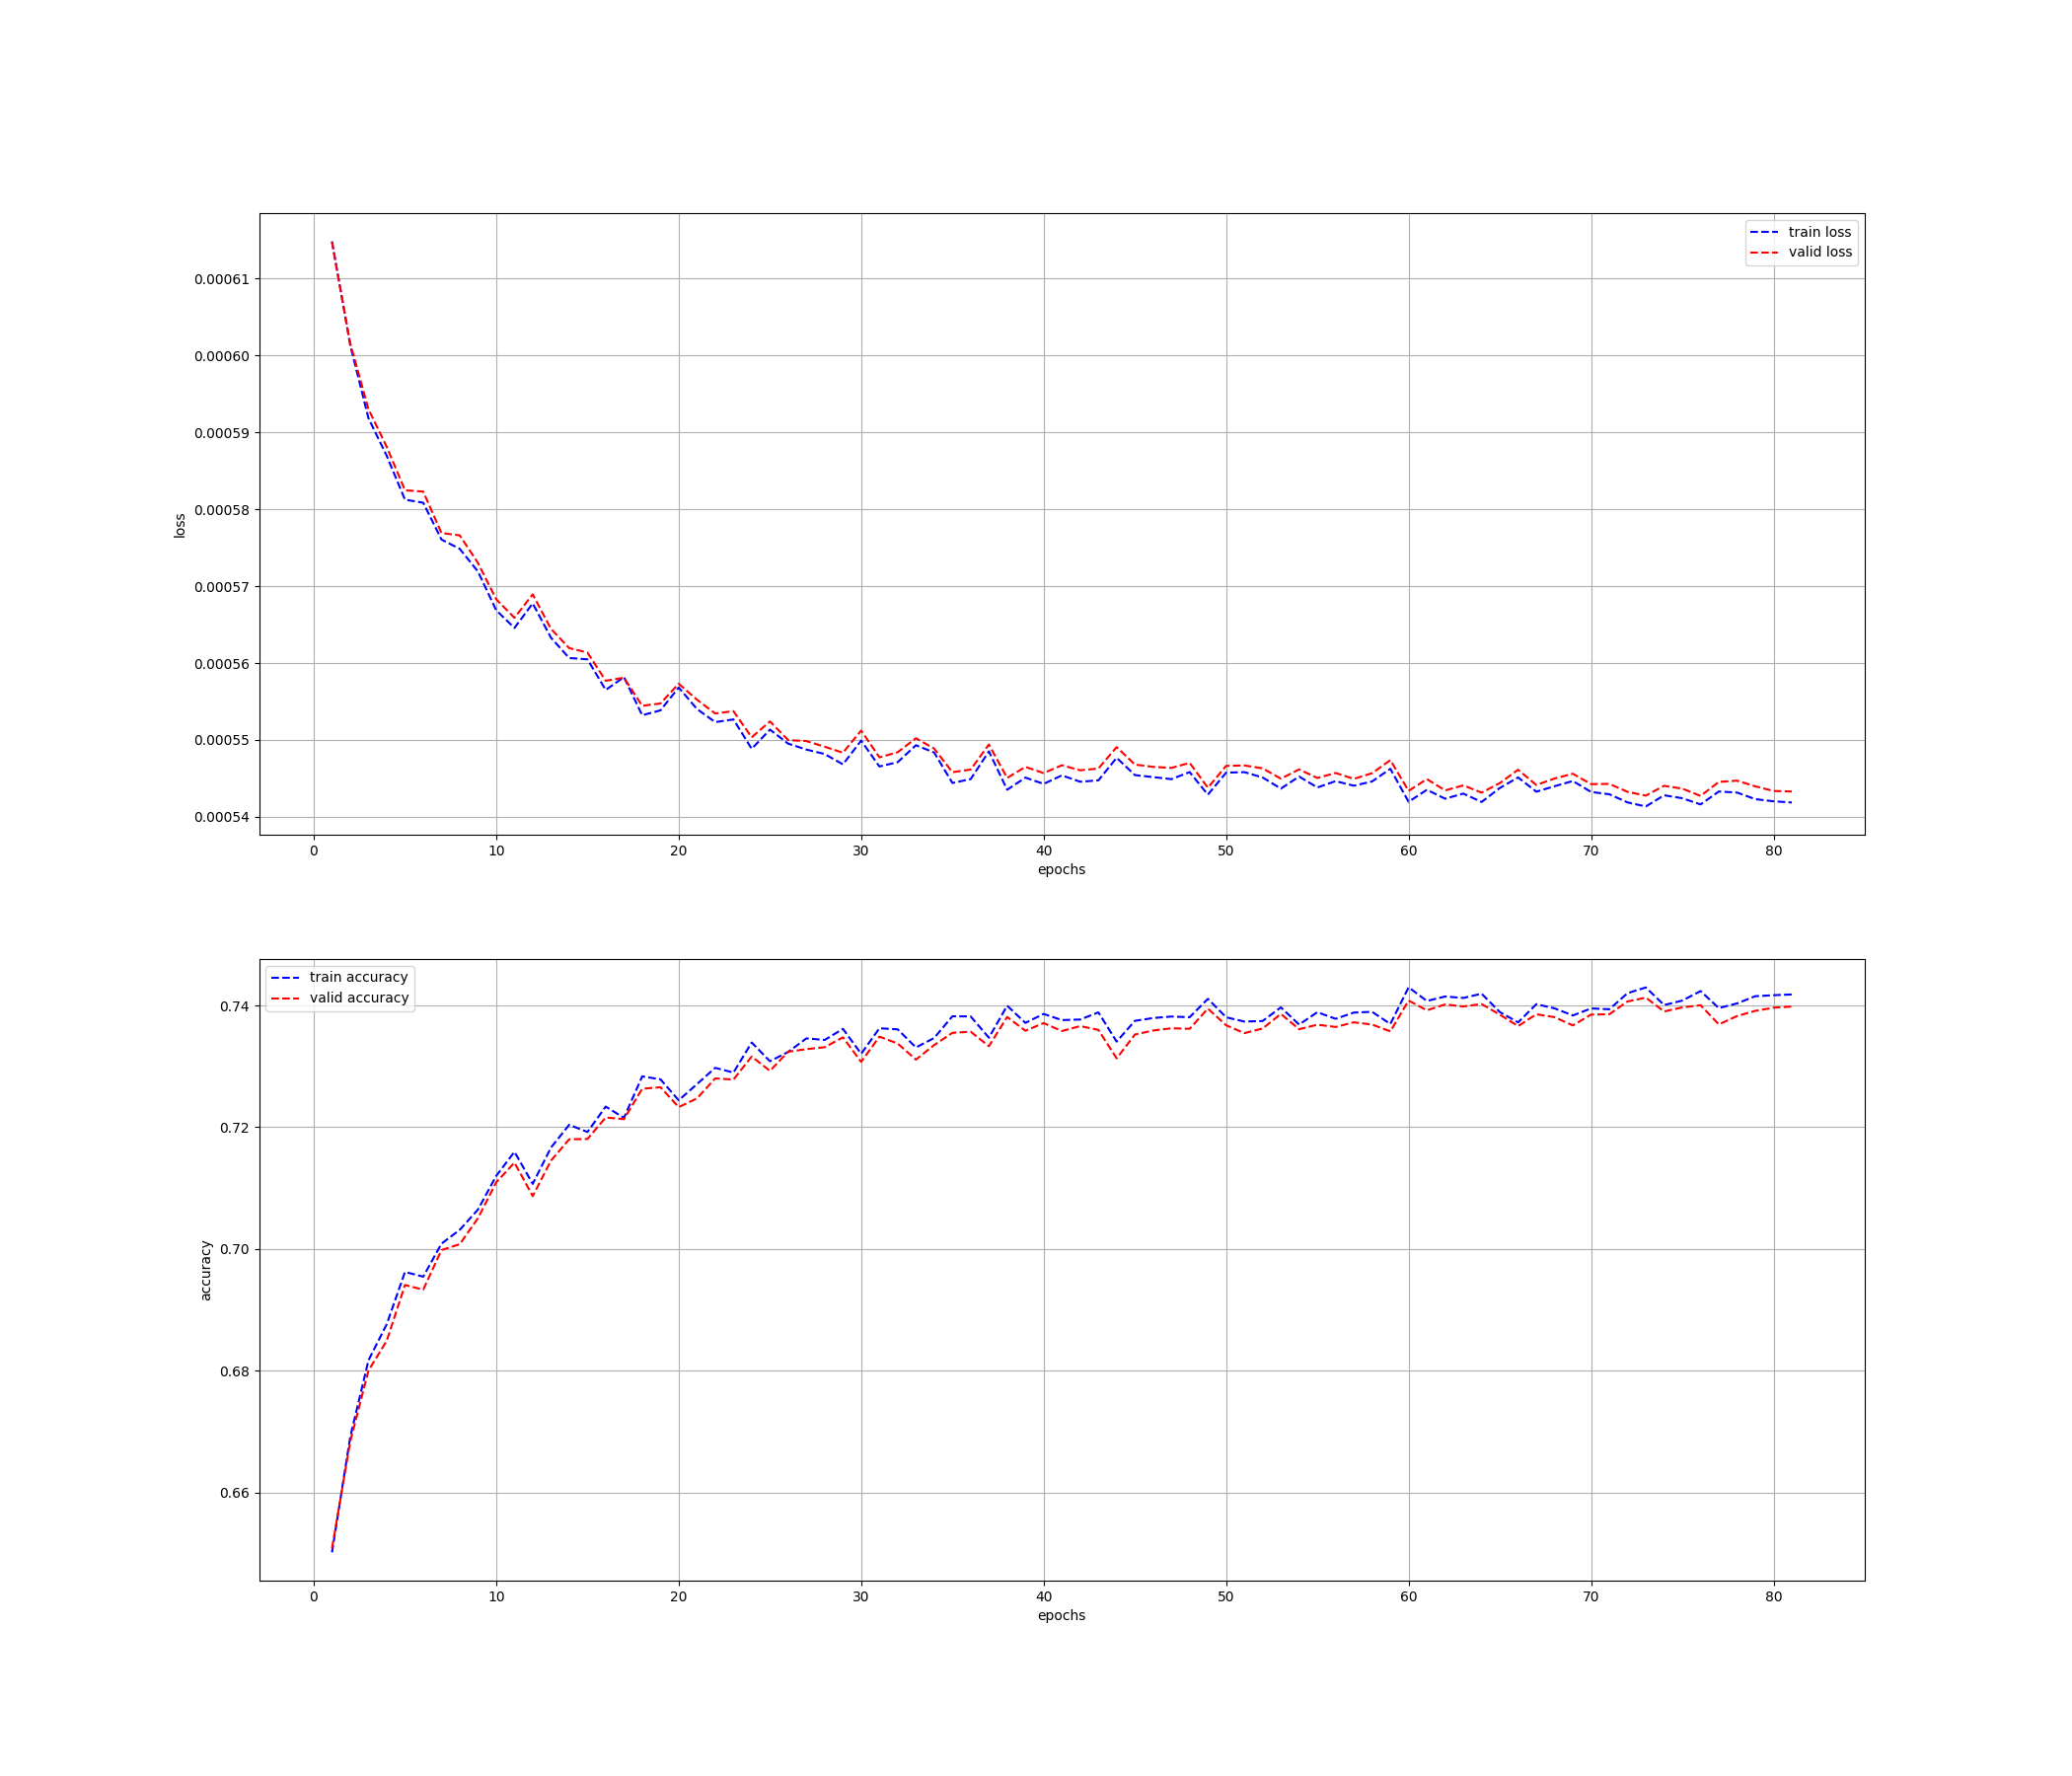 train loss
valid loss
0.00061
0.00060
0.00059
0.00058
0.00057
0.00056
0.00055
0.00054
loss
0 10 20 30 40 50 60 70 80
epochs
train accuracy
valid accuracy
0.74
0.72
0.70
0.68
0.66
accuracy
0 10 20 30 40 50 60 70 80
epochs